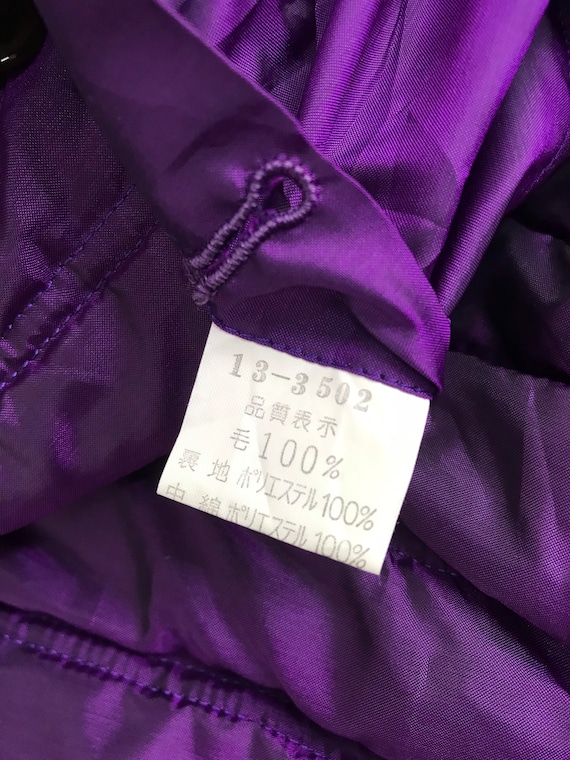 13-3502
品質表示
毛100%
裏地 ポリエステル100%
中綿 ポリエステル100%